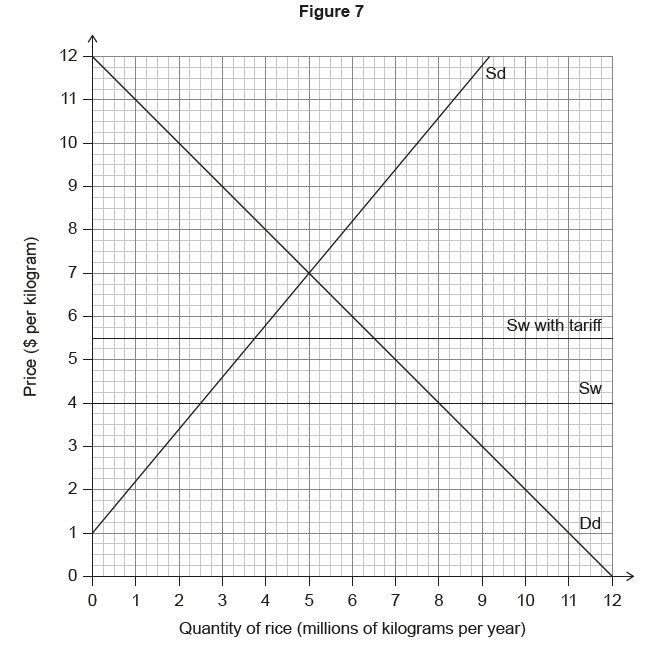 Figure 7
Price ($ per kilogram)
12
11
10
9
8
7
6
5
4
3
2
1
0
Sd
Sw with tariff
Sw
Dd
0 1 2 3 4 5 6 7 8 9 10 11 12
Quantity of rice (millions of kilograms per year)